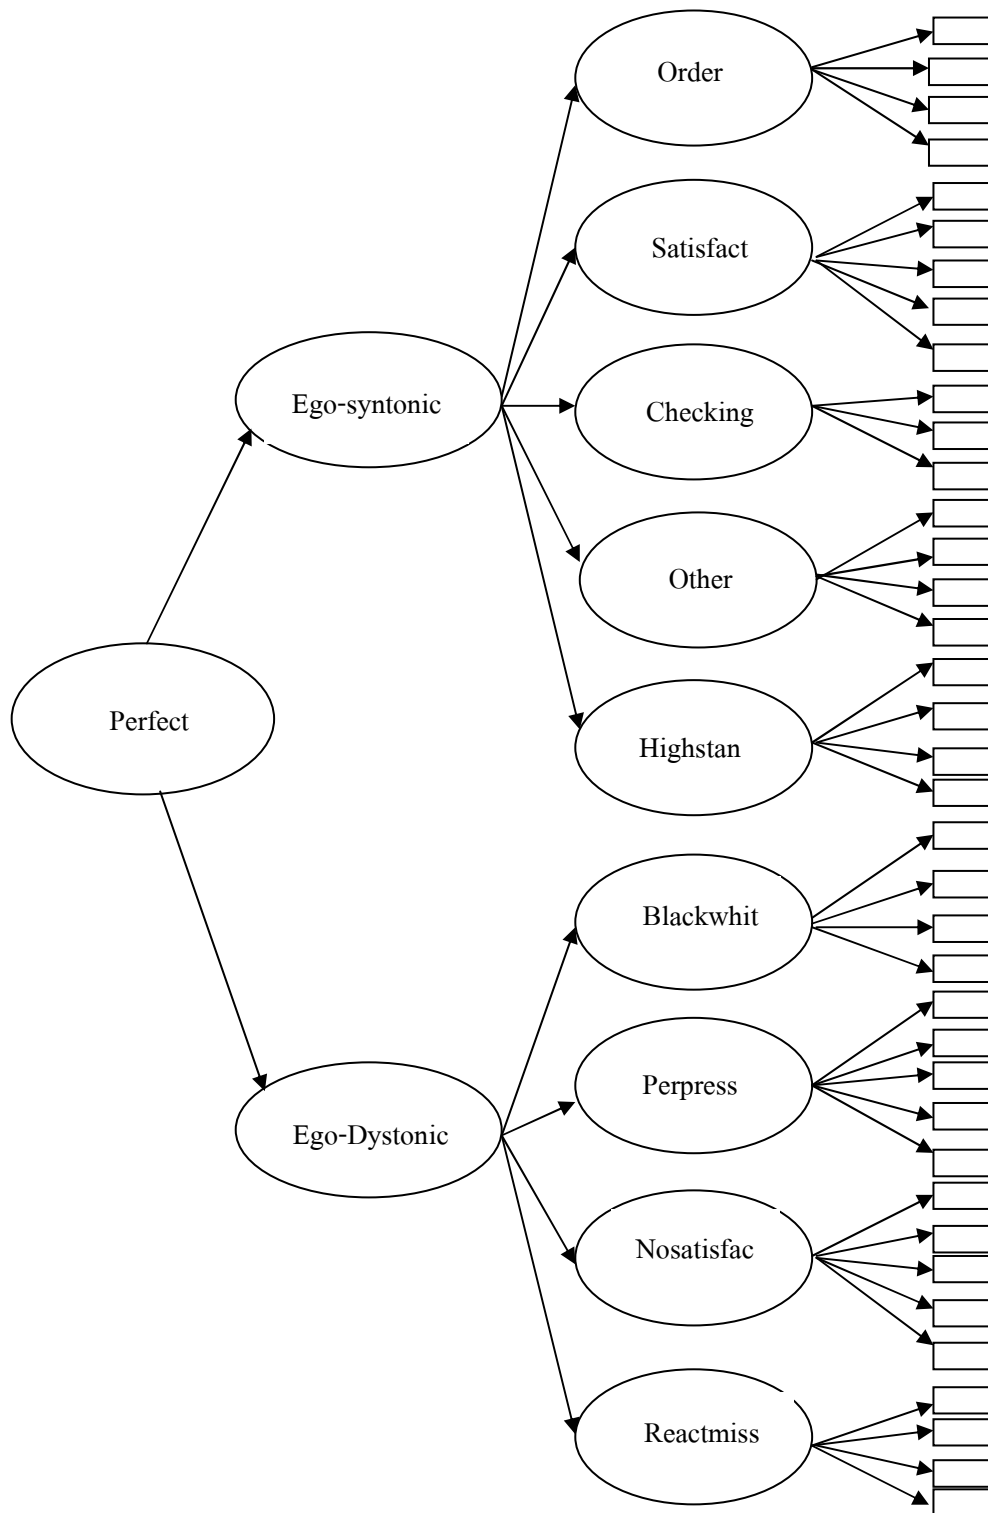 Order
Satisfact
Ego-syntonic
Checking
Other
Perfect
Highstan
Blackwhit
Perpress
Ego-Dystonic
Nosatisfac
Reactmiss